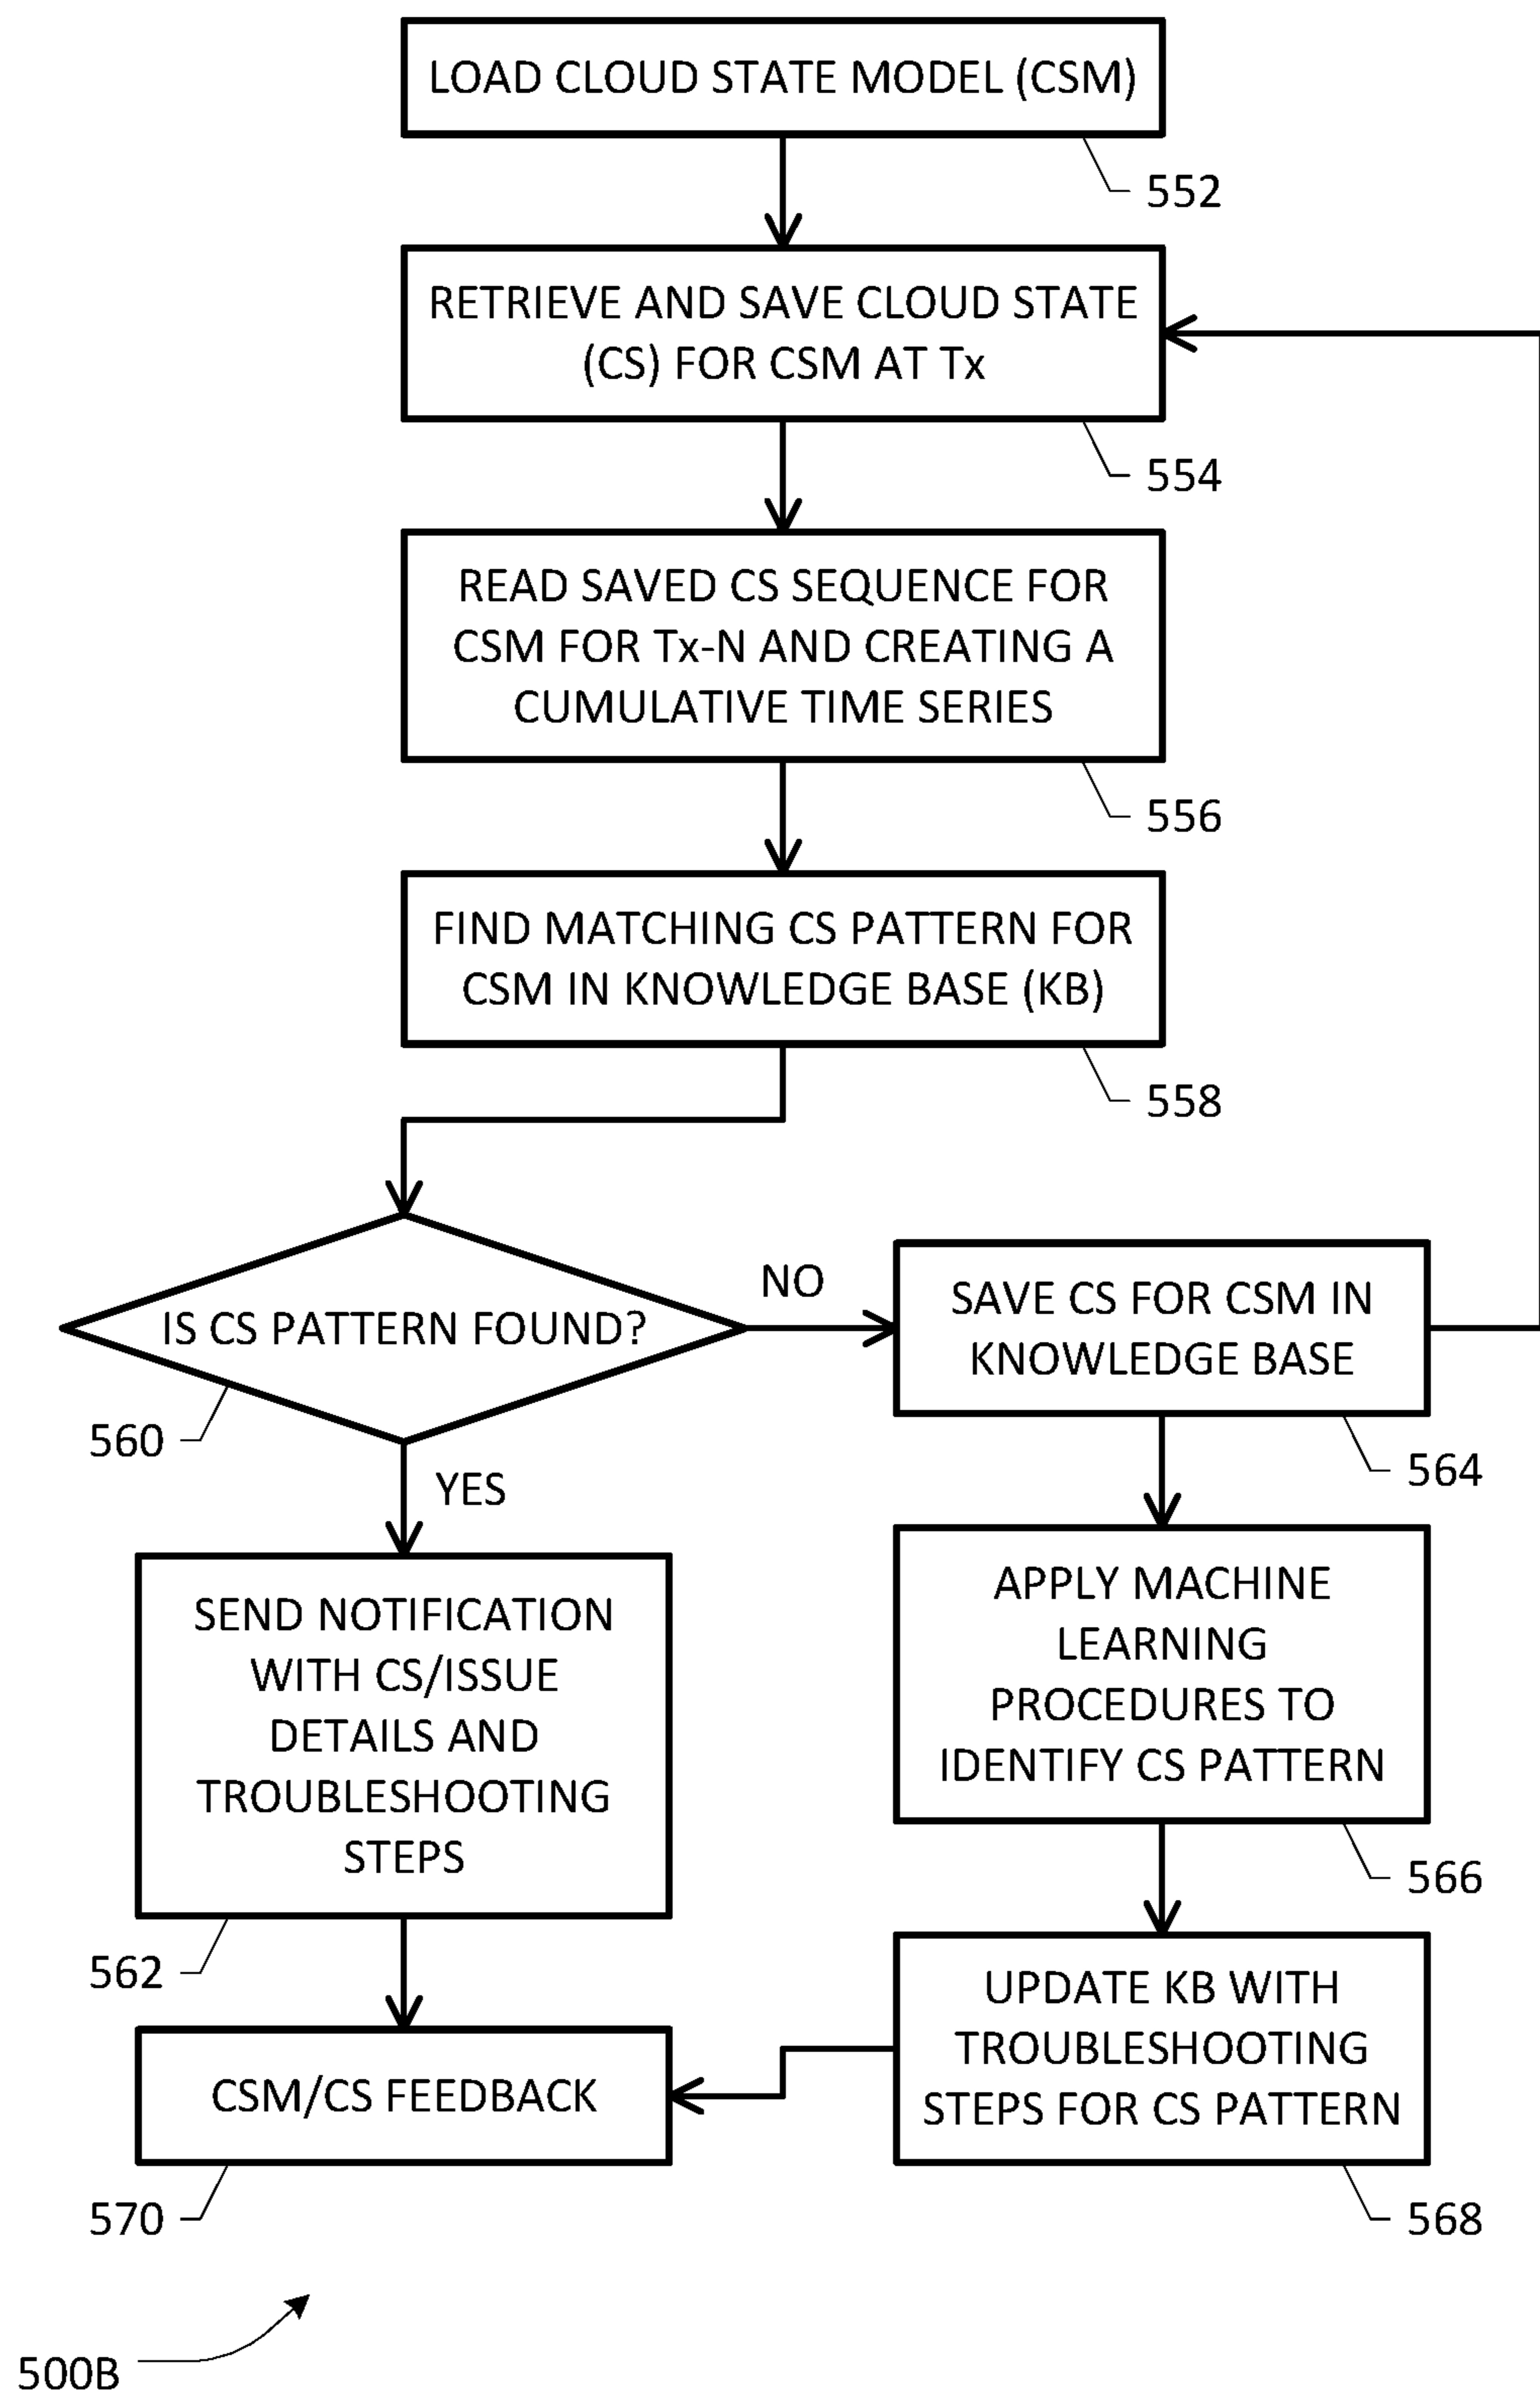 LOAD CLOUD STATE MODEL (CSM)
552
RETRIEVE AND SAVE CLOUD STATE
(CS) FOR CSM AT Tx
554
READ SAVED CS SEQUENCE FOR
CSM FOR Tx-N AND CREATING A
CUMULATIVE TIME SERIES
556
FIND MATCHING CS PATTERN FOR
CSM IN KNOWLEDGE BASE (KB)
558
IS CS PATTERN FOUND?
560
NO
YES
SAVE CS FOR CSM IN
KNOWLEDGE BASE
564
SEND NOTIFICATION
WITH CS/ISSUE
DETAILS AND
TROUBLESHOOTING
STEPS
562
APPLY MACHINE
LEARNING
PROCEDURES TO
IDENTIFY CS PATTERN
566
UPDATE KB WITH
TROUBLESHOOTING
STEPS FOR CS PATTERN
568
CSM/CS FEEDBACK
570
500B